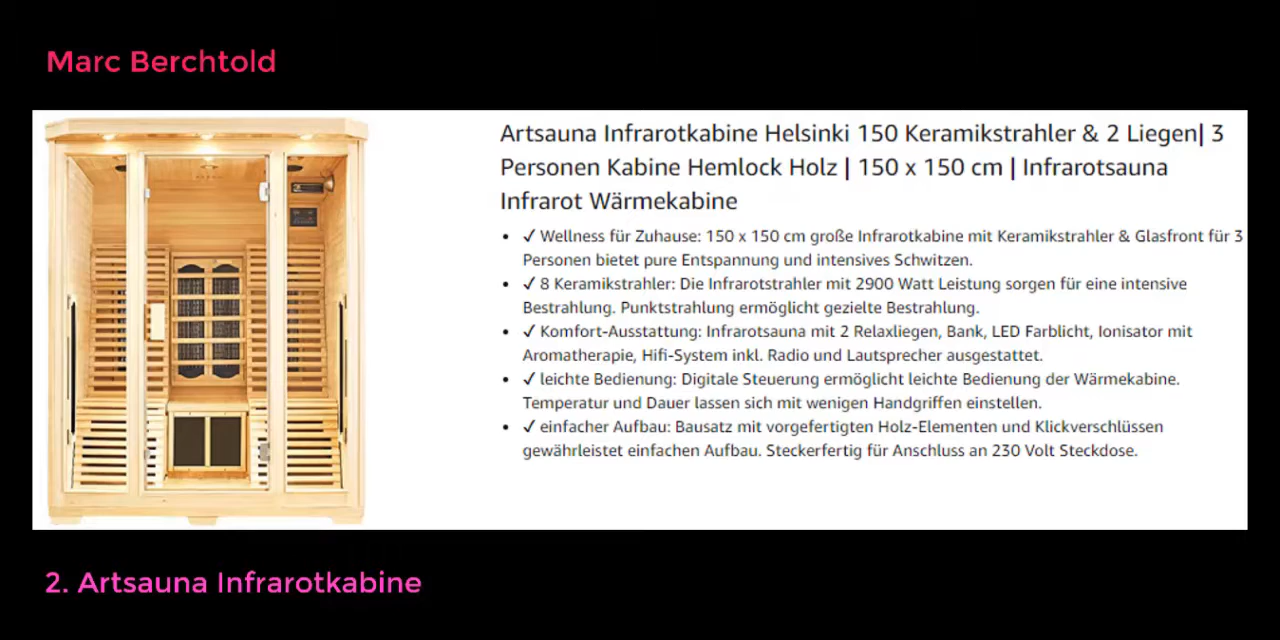 Marc Berchtold
Artsauna Infrarotkabine Helsinki 150 Keramikstrahler & 2 Liegen| 3
Personen Kabine Hemlock Holz | 150 x 150 cm | Infrarotsauna
Infrarot Wärmekabine
• ✓ Wellness für Zuhause: 150 x 150 cm große Infrarotkabine mit Keramikstrahler & Glasfront für 3
Personen bietet pure Entspannung und intensives Schwitzen.
• ✓ 8 Keramikstrahler: Die Infrarotstrahler mit 2900 Watt Leistung sorgen für eine intensive
Bestrahlung. Punktstrahlung ermöglicht gezielte Bestrahlung.
• ✓ Komfort-Ausstattung: Infrarotsauna mit 2 Relaxliegen, Bank, LED Farblicht, Ionisator mit
Aromatherapie, Hifi-System inkl. Radio und Lautsprecher ausgestattet.
• ✓ leichte Bedienung: Digitale Steuerung ermöglicht leichte Bedienung der Wärmekabine.
Temperatur und Dauer lassen sich mit wenigen Handgriffen einstellen.
• ✓ einfacher Aufbau: Bausatz mit vorgefertigten Holz-Elementen und Klickverschlüssen
gewährleistet einfachen Aufbau. Steckerfertig für Anschluss an 230 Volt Steckdose.
2. Artsauna Infrarotkabine